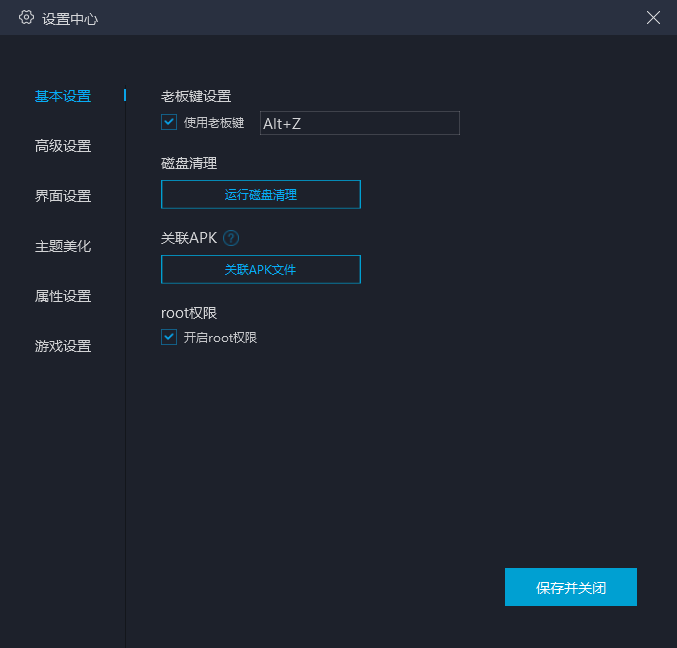 设置中心
基本设置
高级设置
界面设置
主题美化
属性设置
游戏设置
老板键设置
使用老板键 Alt+Z
磁盘清理
运行磁盘清理
关联APK ?
关联APK文件
root权限
开启root权限
保存并关闭